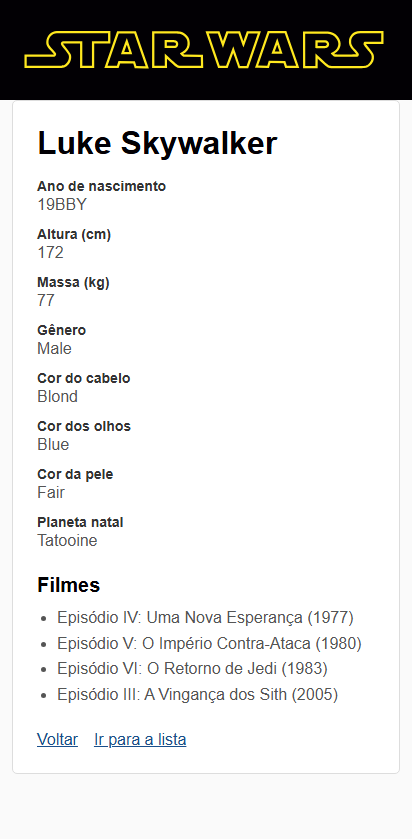 STAR WARS
Luke Skywalker
Ano de nascimento
19BBY
Altura (cm)
172
Massa (kg)
77
Gênero
Male
Cor do cabelo
Blond
Cor dos olhos
Blue
Cor da pele
Fair
Planeta natal
Tatooine
Filmes
• Episódio IV: Uma Nova Esperança (1977)
• Episódio V: O Império Contra-Ataca (1980)
• Episódio VI: O Retorno de Jedi (1983)
• Episódio III: A Vingança dos Sith (2005)
Voltar Ir para a lista